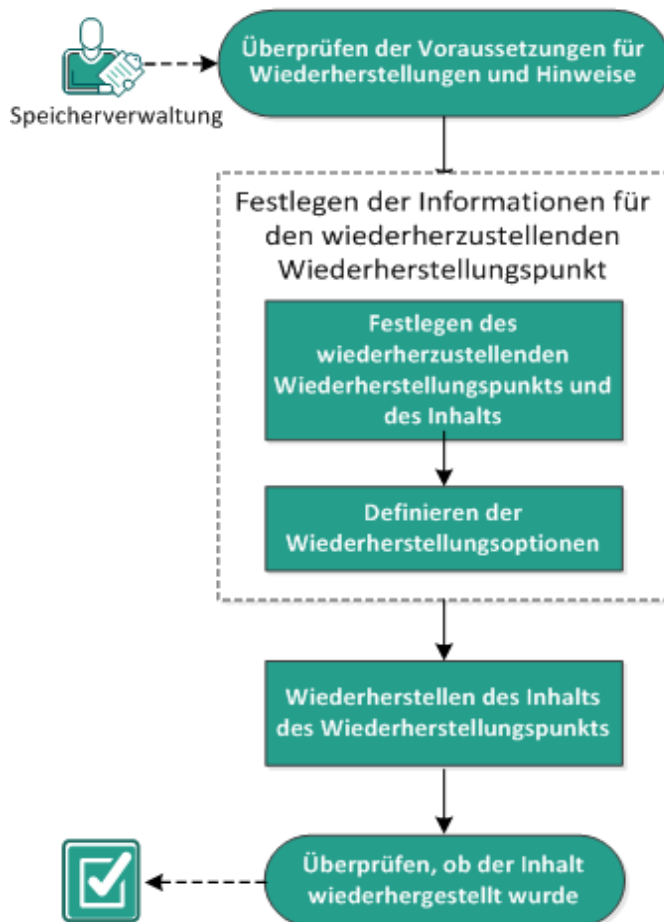 Überprüfen der Voraussetzungen für
Wiederherstellungen und Hinweise
Speicherverwaltung
Festlegen der Informationen für
den wiederherzustellenden
Wiederherstellungspunkt
Festlegen des
wiederherzustellenden
Wiederherstellungspunkts und
des Inhalts
Definieren der
Wiederherstellungsoptionen
Wiederherstellen des Inhalts
des Wiederherstellungspunkts
Überprüfen, ob der Inhalt
wiederhergestellt wurde